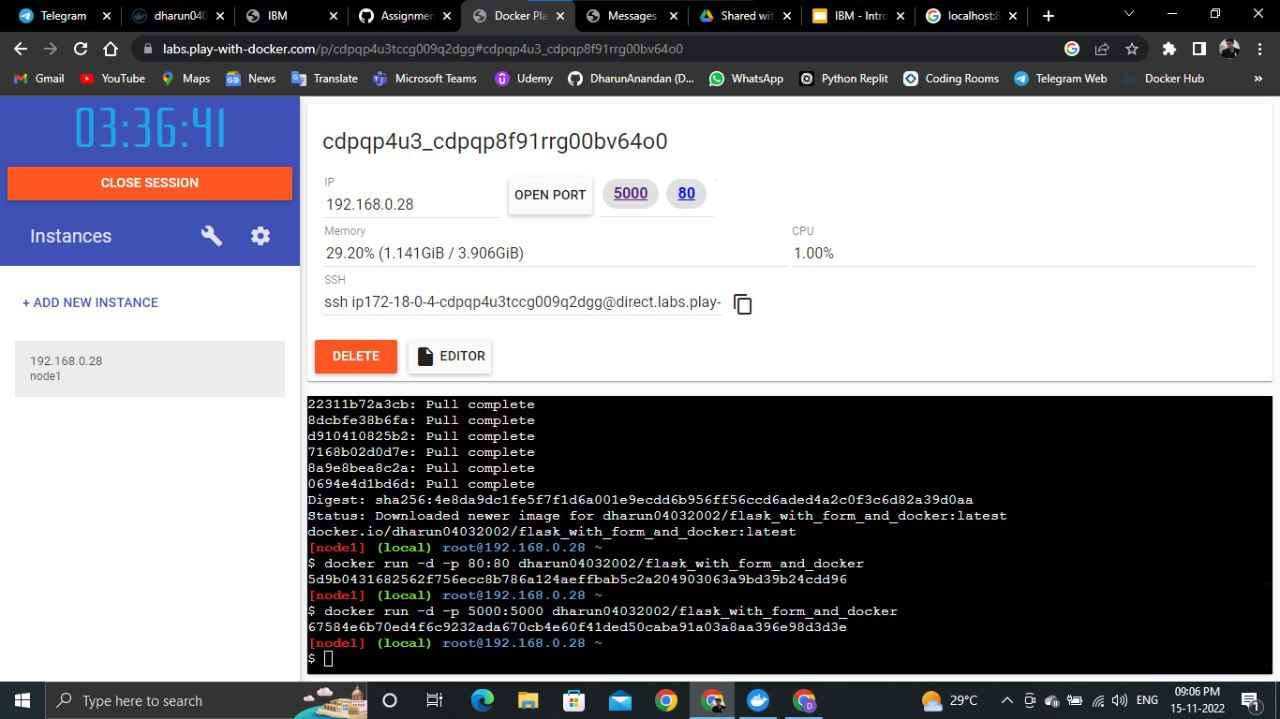 Telegram
dharun040
IBM
Assignmen
Docker Pla
Messages
Shared wit
IBM - Intro
localhost:8
labs.play-with-docker.com/p/cdpqp4u3tccg009q2dgg#cdpqp4u3_cdpqp8f91rrg00bv64o0
Gmail
YouTube
Maps
News
Translate
Microsoft Teams
Udemy
DharunAnandan (D...
WhatsApp
Python Replit
Coding Rooms
Telegram Web
Docker Hub
»
03:36:41
CLOSE SESSION
Instances
+ ADD NEW INSTANCE
192.168.0.28
node1
cdpqp4u3_cdpqp8f91rrg00bv64o0
IP
192.168.0.28
OPEN PORT
5000
80
Memory
29.20% (1.141GiB / 3.906GiB)
CPU
1.00%
SSH
ssh ip172-18-0-4-cdpqp4u3tccg009q2dgg@direct.labs.play-
DELETE
EDITOR
22311b72a3cb: Pull complete
8dcbfe38b6fa: Pull complete
d910410825b2: Pull complete
7168b02d0d7e: Pull complete
8a9e8bea8c2a: Pull complete
0694e4d1bd6d: Pull complete
Digest: sha256:4e8da9dc1fe5f7f1d6a001e9ecdd6b956ff56ccd6aded4a2c0f3c6d82a39d0aa
Status: Downloaded newer image for dharun04032002/flask_with_form_and_docker:latest
docker.io/dharun04032002/flask_with_form_and_docker:latest
[node1] (local) root@192.168.0.28 ~
$ docker run -d -p 80:80 dharun04032002/flask_with_form_and_docker
5d9b0431682562f756ecc8b786a124aeffbab5c2a204903063a9bd39b24cdd96
[node1] (local) root@192.168.0.28 ~
$ docker run -d -p 5000:5000 dharun04032002/flask_with_form_and_docker
67584e6b70ed4f6c9232ada670cb4e60f41ded50caba91a03a8aa396e98d3d3e
[node1] (local) root@192.168.0.28 ~
$
Type here to search
29°C
ENG
09:06 PM
15-11-2022
1